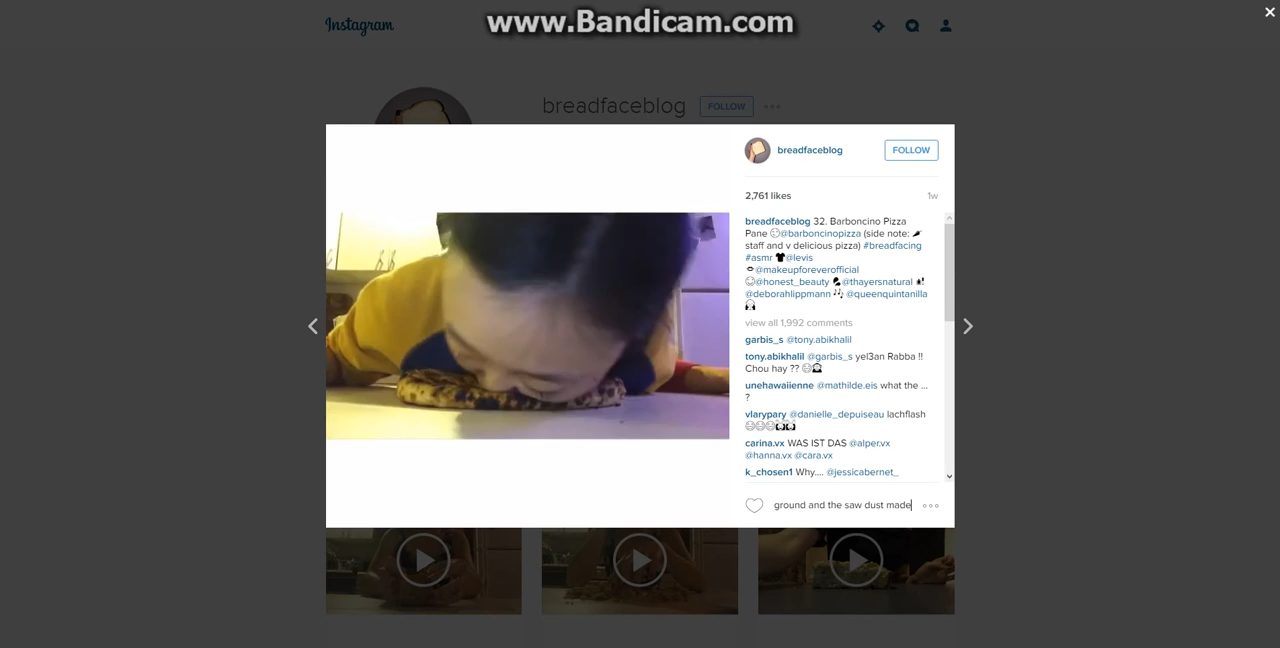 www.Bandicam.com
Instagram
breadfaceblog FOLLOW
breadfaceblog FOLLOW
2,761 likes 1w
breadfaceblog 32. Barboncino Pizza
Pane @barboncinopizza (side note:
staff and v delicious pizza) #breadfacing
#asmr @levis
@makeupforeverofficial
@honest_beauty @thayersnatural
@deborahlippmann @queenquintanilla
view all 1,992 comments
garbis_s @tony.abikhalil
tony.abikhalil @garbis_s yel3an Rabba !!
Chou hay ??
unehawaiienne @mathilde.eis what the ...
?
vlarypary @danielle_depuiseau lachflash
carina.vx WAS IST DAS @alper.vx
@hanna.vx @cara.vx
k_chosen1 Why.... @jessicabernet_
ground and the saw dust made